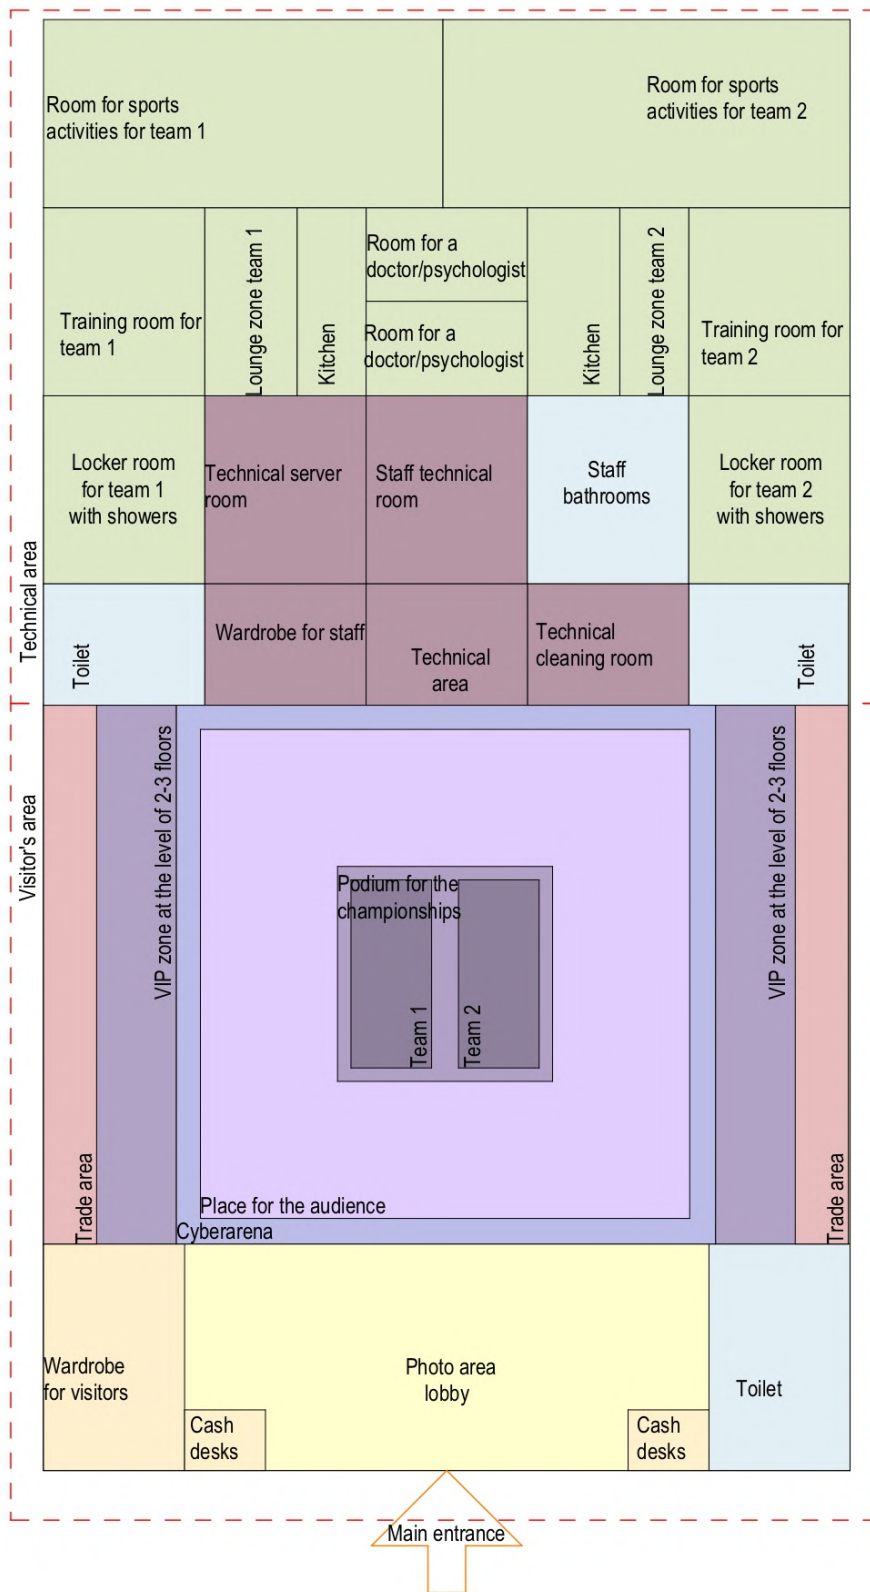 Room for sports
activities for team 1
Room for sports
activities for team 2
Training room for
team 1
Lounge zone team 1
Kitchen
Room for a
doctor/psychologist
Room for a
doctor/psychologist
Kitchen
Lounge zone team 2
Training room for
team 2
Locker room
for team 1
with showers
Technical server
room
Staff technical
room
Staff
bathrooms
Locker room
for team 2
with showers
Technical area
Toilet
Wardrobe for staff
Technical
area
Technical
cleaning room
Toilet
Visitor's area
Trade area
VIP zone at the level of 2-3 floors
Podium for the
championships
Team 1
Team 2
Place for the audience
Cyberarena
VIP zone at the level of 2-3 floors
Trade area
Wardrobe
for visitors
Photo area
lobby
Toilet
Cash
desks
Cash
desks
Main entrance